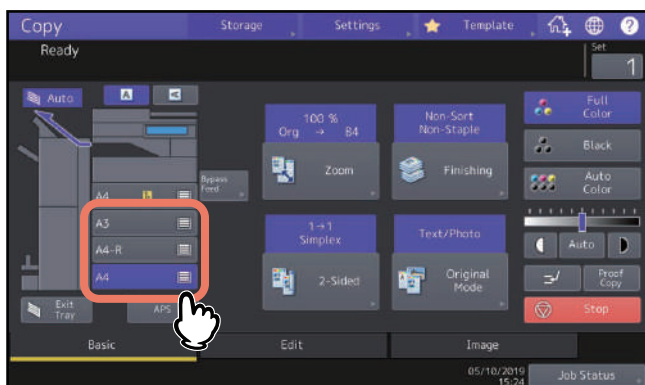 Copy
Storage
Settings
Template
?
Ready
Set
1
Auto
A
A
100 %
Org → B4
Zoom
Non-Sort
Non-Staple
Finishing
Full
Color
Black
Auto
Color
Bypass
Feed
A4
A3
A4-R
A4
1→1
Simplex
2-Sided
Text/Photo
Original
Mode
Auto
Proof
Copy
Exit
Tray
APS
Stop
Basic
Edit
Image
05/10/2019
15:24
Job Status